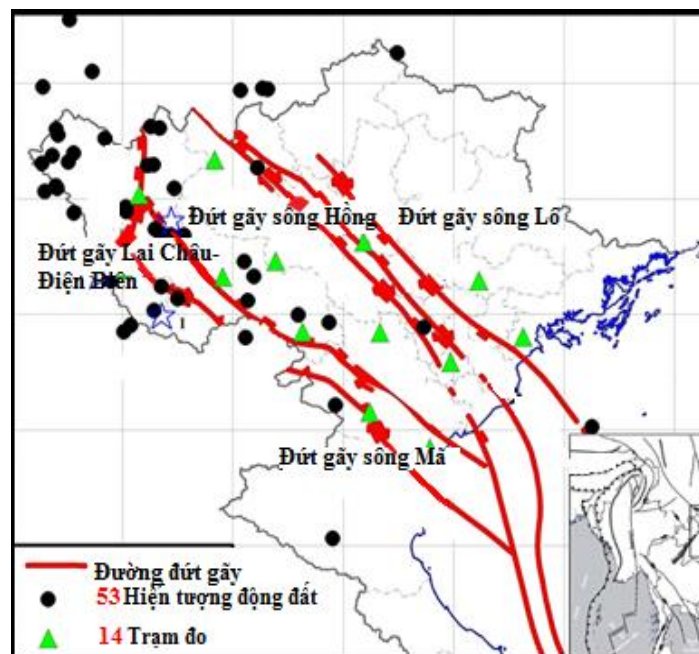 Đứt gãy sông Hồng
Đứt gãy sông Lô
Đứt gãy Lai Châu-
Điện Biên
1
Đứt gãy sông Mã
Đường đứt gãy
53 Hiện tượng động đất
14 Trạm đo